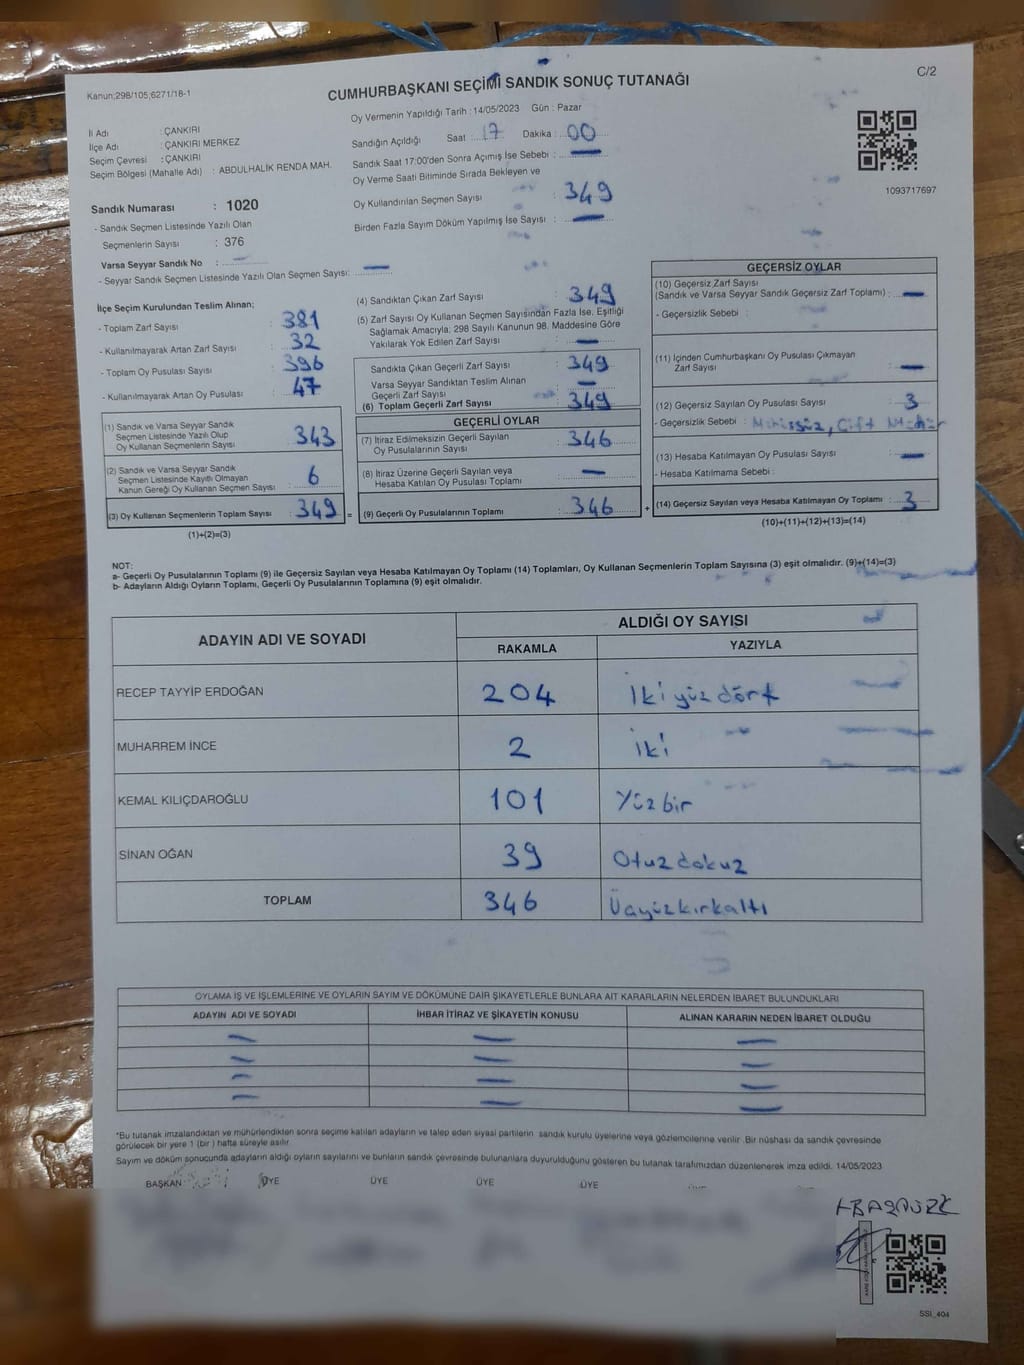 C/2
Kanun;298/105;6271/18-1
CUMHURBAŞKANI SEÇİMİ SANDIK SONUÇ TUTANAĞI
Oy Vermenin Yapıldığı Tarih : 14/05/2023 Gün : Pazar
İl Adı : ÇANKIRI
İlçe Adı : ÇANKIRI MERKEZ
Seçim Çevresi : ÇANKIRI
Seçim Bölgesi (Mahalle Adı) : ABDULHALİK RENDA MAH.
Sandık Numarası : 1020
- Sandık Seçmen Listesinde Yazılı Olan
Seçmenlerin Sayısı : 376
Varsa Seyyar Sandık No : —
- Seyyar Sandık Seçmen Listesinde Yazılı Olan Seçmen Sayısı: —
Sandığın Açıldığı Saat : 17 Dakika : 00
Sandık Saat 17:00'den Sonra Açımış İse Sebebi : —
Oy Verme Saati Bitiminde Sırada Bekleyen ve
Oy Kullandırılan Seçmen Sayısı : 349
Birden Fazla Sayım Döküm Yapılmış İse Sayısı : —
1093717697
İlçe Seçim Kurulundan Teslim Alınan:
- Toplam Zarf Sayısı : 381
- Kullanılmayarak Artan Zarf Sayısı : 32
- Toplam Oy Pusulası Sayısı : 396
- Kullanılmayarak Artan Oy Pusulası : 47
(1) Sandık ve Varsa Seyyar Sandık
Seçmen Listesinde Yazılı Olup
Oy Kullanan Seçmenlerin Sayısı : 343
(2) Sandık ve Varsa Seyyar Sandık
Seçmen Listesinde Kayıtlı Olmayan
Kanun Gereği Oy Kullanan Seçmen Sayısı : 6
(3) Oy Kullanan Seçmenlerin Toplam Sayısı : 349 =
(1)+(2)=(3)
(4) Sandıktan Çıkan Zarf Sayısı : 349
(5) Zarf Sayısı Oy Kullanan Seçmen Sayısından Fazla İse, Eşitliği
Sağlamak Amacıyla; 298 Sayılı Kanunun 98. Maddesine Göre
Yakılarak Yok Edilen Zarf Sayısı : —
Sandıkta Çıkan Geçerli Zarf Sayısı : 349
Varsa Seyyar Sandıktan Teslim Alınan
Geçerli Zarf Sayısı : —
(6) Toplam Geçerli Zarf Sayısı : 349
GEÇERLİ OYLAR
(7) İtiraz Edilmeksizin Geçerli Sayılan
Oy Pusulalarının Sayısı : 346
(8) İtiraz Üzerine Geçerli Sayılan veya
Hesaba Katılan Oy Pusulası Toplamı : —
(9) Geçerli Oy Pusulalarının Toplamı : 346 +
GEÇERSİZ OYLAR
(10) Geçersiz Zarf Sayısı
(Sandık ve Varsa Seyyar Sandık Geçersiz Zarf Toplamı) : —
- Geçersizlik Sebebi :
(11) İçinden Cumhurbaşkanı Oy Pusulası Çıkmayan
Zarf Sayısı : —
(12) Geçersiz Sayılan Oy Pusulası Sayısı : 3
- Geçersizlik Sebebi : Mühürsüz, Çift Mühür
(13) Hesaba Katılmayan Oy Pusulası Sayısı : —
- Hesaba Katılmama Sebebi :
(14) Geçersiz Sayılan veya Hesaba Katılmayan Oy Toplamı : 3
(10)+(11)+(12)+(13)=(14)
NOT:
a- Geçerli Oy Pusulalarının Toplamı (9) ile Geçersiz Sayılan veya Hesaba Katılmayan Oy Toplamı (14) Toplamları, Oy Kullanan Seçmenlerin Toplam Sayısına (3) eşit olmalıdır. (9)+(14)=(3)
b- Adayların Aldığı Oyların Toplamı, Geçerli Oy Pusulalarının Toplamına (9) eşit olmalıdır.
ADAYIN ADI VE SOYADI ALDIĞI OY SAYISI
RAKAMLA YAZIYLA
RECEP TAYYİP ERDOĞAN 204 İki yüz dört
MUHARREM İNCE 2 İki
KEMAL KILIÇDAROĞLU 101 Yüz bir
SİNAN OĞAN 39 Otuz dokuz
TOPLAM 346 Üçyüzkırkaltı
OYLAMA İŞ VE İŞLEMLERİNE VE OYLARIN SAYIM VE DÖKÜMÜNE DAİR ŞİKAYETLERLE BUNLARA AİT KARARLARIN NELERDEN İBARET BULUNDUKLARI
ADAYIN ADI VE SOYADI İHBAR İTİRAZ VE ŞİKAYETİN KONUSU ALINAN KARARIN NEDEN İBARET OLDUĞU
— — —
— — —
— — —
— — —
*Bu tutanak imzalandıktan ve mühürlendikten sonra seçime katılan adayların ve talep eden siyasi partilerin sandık kurulu üyelerine veya gözlemcilerine verilir. Bir nüshası da sandık çevresinde
görülecek bir yere 1 (bir) hafta süreyle asılır.
Sayım ve döküm sonucunda adayların aldığı oyların sayılarını ve bunların sandık çevresinde bulunanlara duyurulduğunu gösteren bu tutanak tarafımızdan düzenlenerek imza edildi. 14/05/2023
BAŞKAN ÜYE ÜYE ÜYE ÜYE
SSİ_404